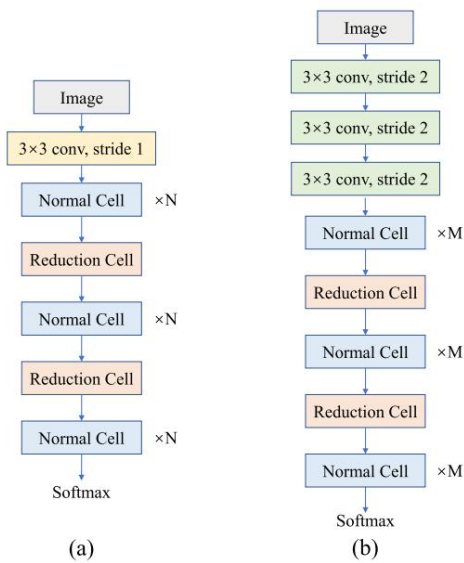 Image
3×3 conv, stride 1
Normal Cell ×N
Reduction Cell
Normal Cell ×N
Reduction Cell
Normal Cell ×N
Softmax
(a)
Image
3×3 conv, stride 2
3×3 conv, stride 2
3×3 conv, stride 2
Normal Cell ×M
Reduction Cell
Normal Cell ×M
Reduction Cell
Normal Cell ×M
Softmax
(b)